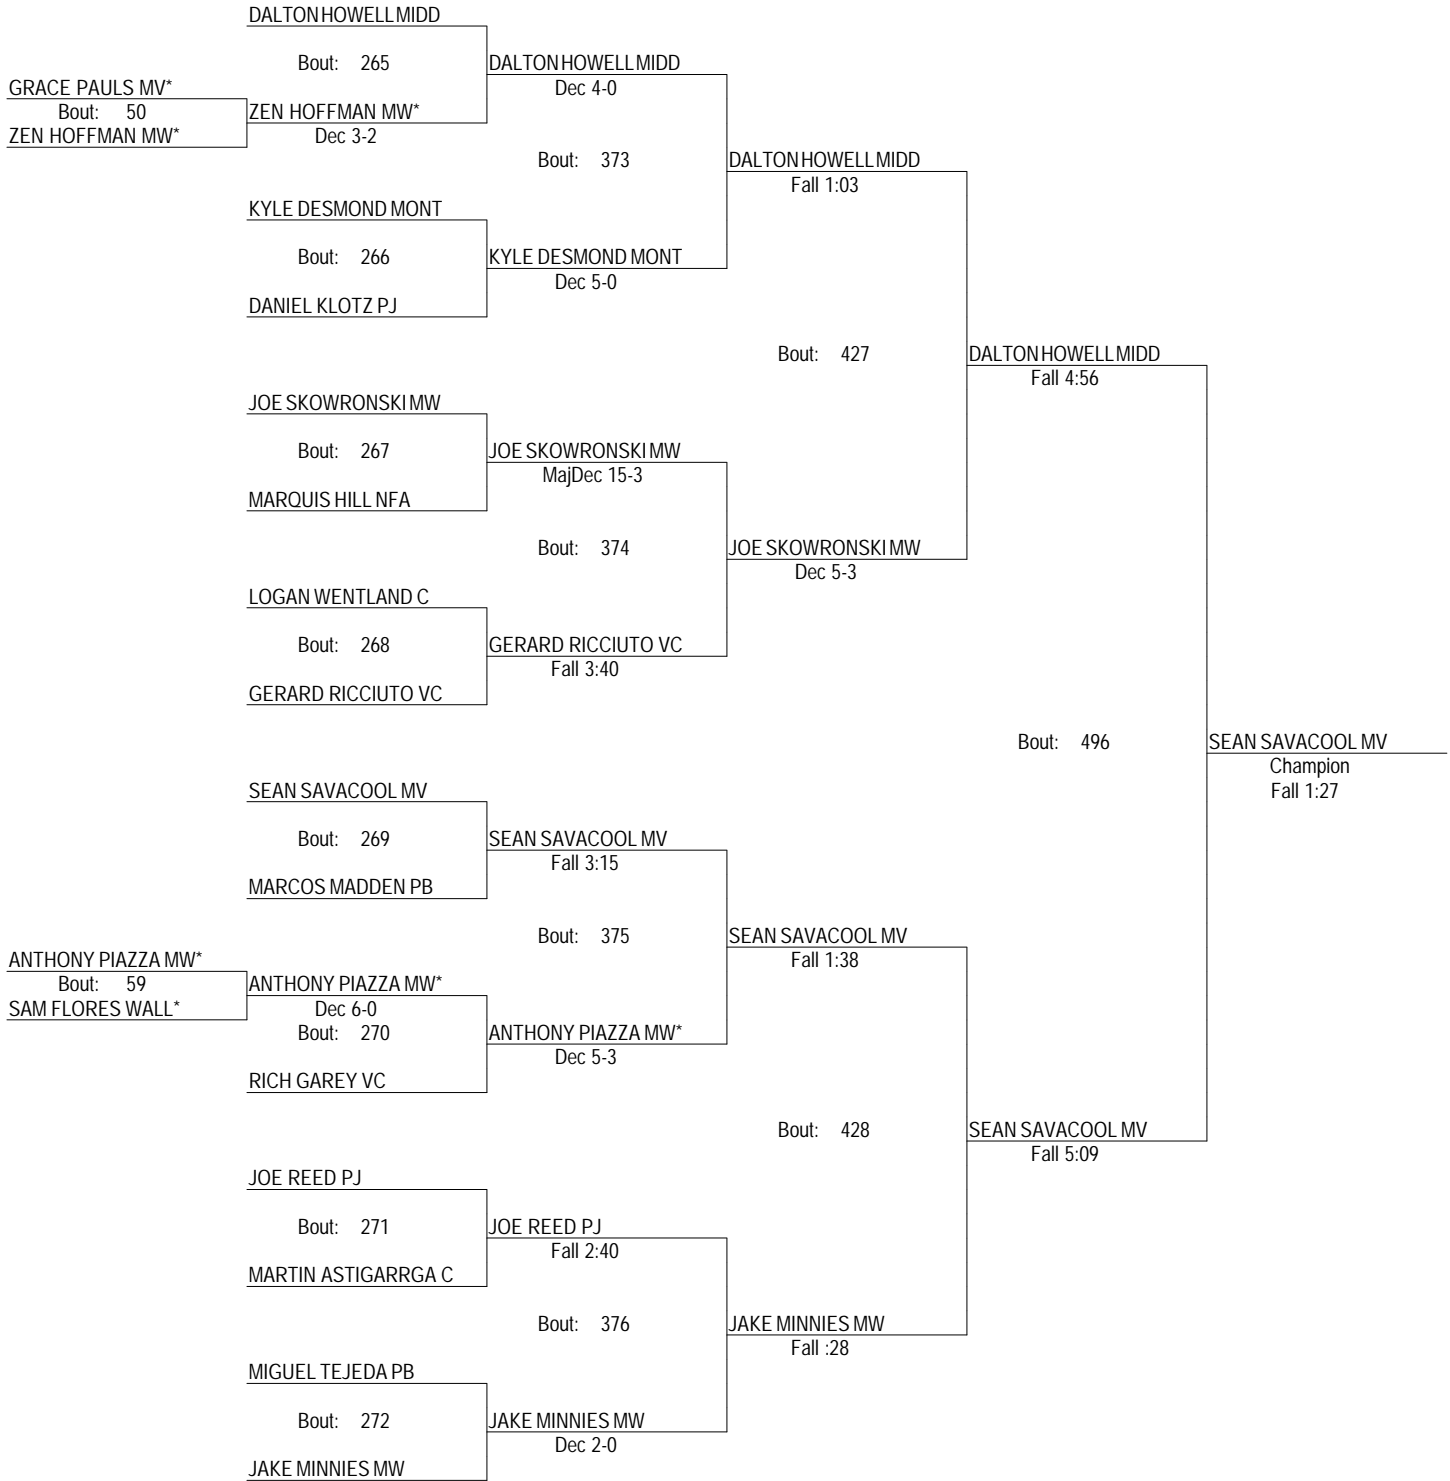 DALTON HOWELL MIDD
Bout: 265
DALTON HOWELL MIDD
Dec 4-0
GRACE PAULS MV*
Bout: 50
ZEN HOFFMAN MW*
ZEN HOFFMAN MW*
Dec 3-2
Bout: 373
DALTON HOWELL MIDD
Fall 1:03
KYLE DESMOND MONT
Bout: 266
KYLE DESMOND MONT
Dec 5-0
DANIEL KLOTZ PJ
Bout: 427
DALTON HOWELL MIDD
Fall 4:56
JOE SKOWRONSKI MW
Bout: 267
JOE SKOWRONSKI MW
MajDec 15-3
MARQUIS HILL NFA
Bout: 374
JOE SKOWRONSKI MW
Dec 5-3
LOGAN WENTLAND C
Bout: 268
GERARD RICCIUTO VC
Fall 3:40
GERARD RICCIUTO VC
Bout: 496
SEAN SAVACOOL MV
Champion
Fall 1:27
SEAN SAVACOOL MV
Bout: 269
SEAN SAVACOOL MV
Fall 3:15
MARCOS MADDEN PB
Bout: 375
SEAN SAVACOOL MV
Fall 1:38
ANTHONY PIAZZA MW*
Bout: 59
SAM FLORES WALL*
ANTHONY PIAZZA MW*
Dec 6-0
Bout: 270
ANTHONY PIAZZA MW*
Dec 5-3
RICH GAREY VC
Bout: 428
SEAN SAVACOOL MV
Fall 5:09
JOE REED PJ
Bout: 271
JOE REED PJ
Fall 2:40
MARTIN ASTIGARRGA C
Bout: 376
JAKE MINNIES MW
Fall :28
MIGUEL TEJEDA PB
Bout: 272
JAKE MINNIES MW
Dec 2-0
JAKE MINNIES MW